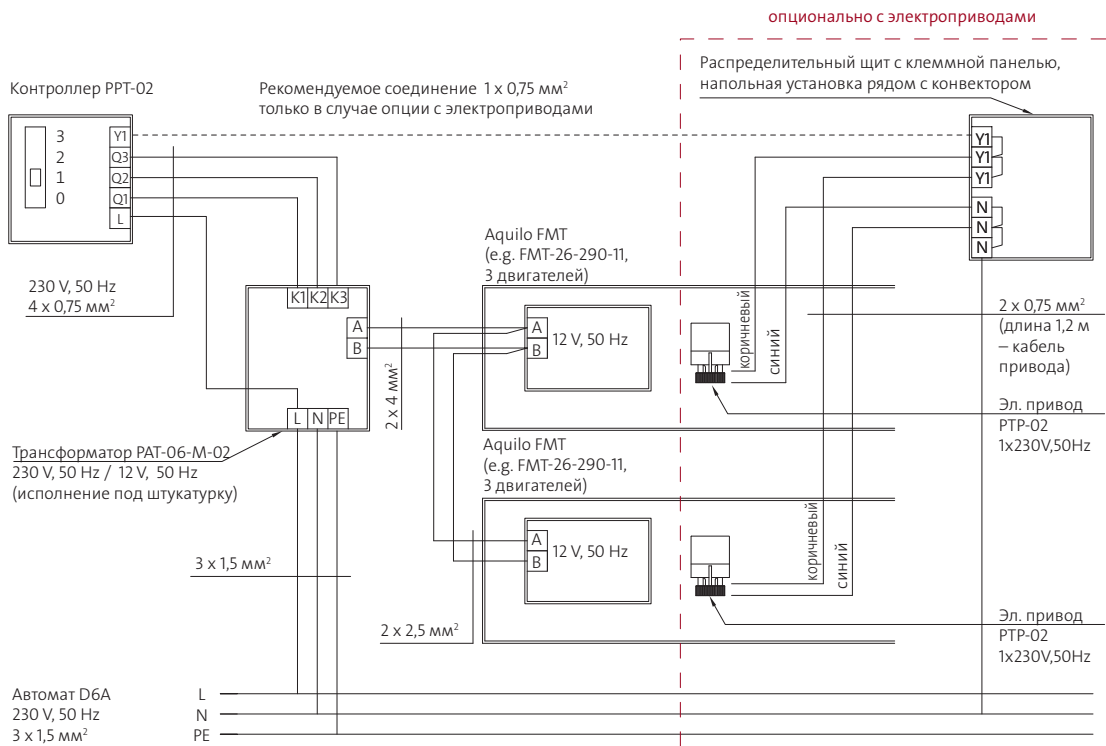 опционально с электроприводами
Распределительный щит с клеммной панелью,
напольная установка рядом с конвектором
Контроллер РРТ-02
Рекомендуемое соединение 1 x 0,75 мм²
только в случае опции с электроприводами
3
2
1
0
Y1
Q3
Q2
Q1
L
Y1
Y1
Y1
N
N
N
230 V, 50 Hz
4 x 0,75 мм²
K1 K2 K3
A
B
L N PE
2 x 4 мм²
Трансформатор PAT-06-M-02
230 V, 50 Hz / 12 V, 50 Hz
(исполнение под штукатурку)
Aquilo FMT
(e.g. FMT-26-290-11,
3 двигателей)
A
B
12 V, 50 Hz
коричневый
синий
2 x 0,75 мм²
(длина 1,2 м
– кабель
привода)
Эл. привод
РТР-02
1x230V,50Hz
Aquilo FMT
(e.g. FMT-26-290-11,
3 двигателей)
A
B
12 V, 50 Hz
коричневый
синий
Эл. привод
РТР-02
1x230V,50Hz
3 x 1,5 мм²
2 x 2,5 мм²
Автомат D6A
230 V, 50 Hz
3 x 1,5 мм²
L
N
PE